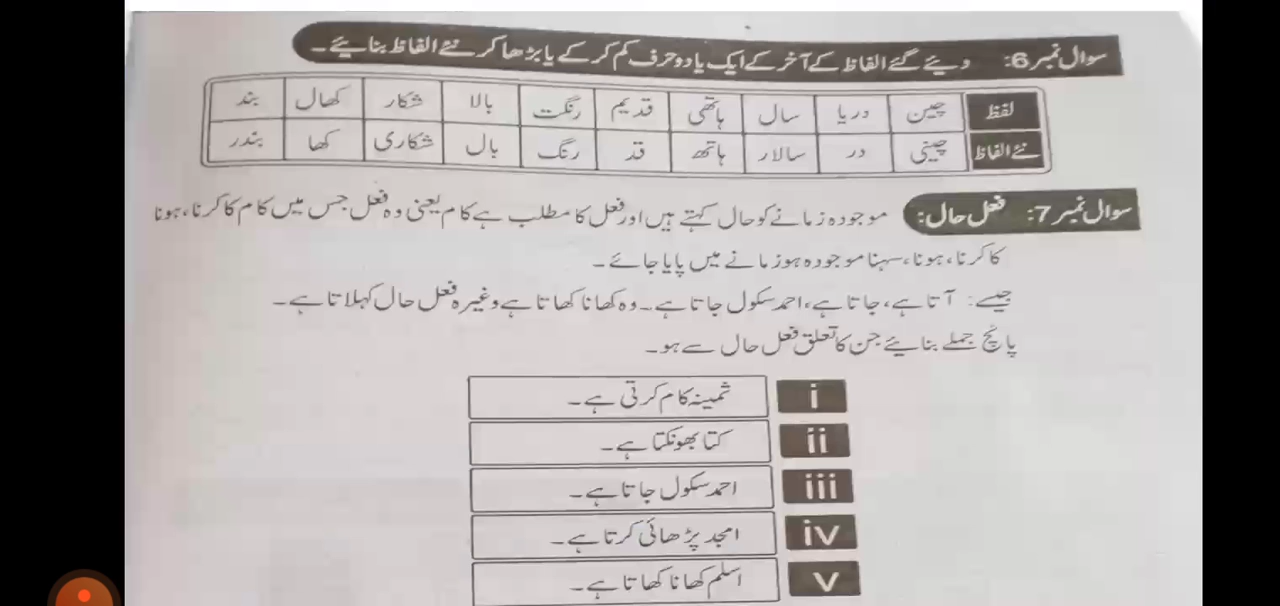 سوال نمبر 6: دیئے گئے الفاظ کے آخر کے ایک یا دو حرف کم کر کے یا بڑھا کر نئے الفاظ بنائیے۔
لفظ چین دریا سال ہاتھی قدیم رنگت بالا شکار کھال بند
نئے الفاظ چینی در سالار ہاتھ قد رنگ بال شکاری کھا بندر
سوال نمبر 7: فعل حال: موجودہ زمانے کو حال کہتے ہیں اور فعل کا مطلب ہے کام یعنی وہ فعل جس میں کام کا کرنا، ہونا
کا کرنا، ہونا، سہنا موجودہ ہو زمانے میں پایا جائے۔
جیسے: آتا ہے، جاتا ہے، احمد سکول جاتا ہے۔ وہ کھانا کھاتا ہے وغیرہ فعل حال کہلاتا ہے۔
پانچ جملے بنائیے جن کا تعلق فعل حال سے ہو۔
i ثمینہ کام کرتی ہے۔
ii کتا بھونکتا ہے۔
iii احمد سکول جاتا ہے۔
iv امجد پڑھائی کرتا ہے۔
v اسلم کھانا کھاتا ہے۔